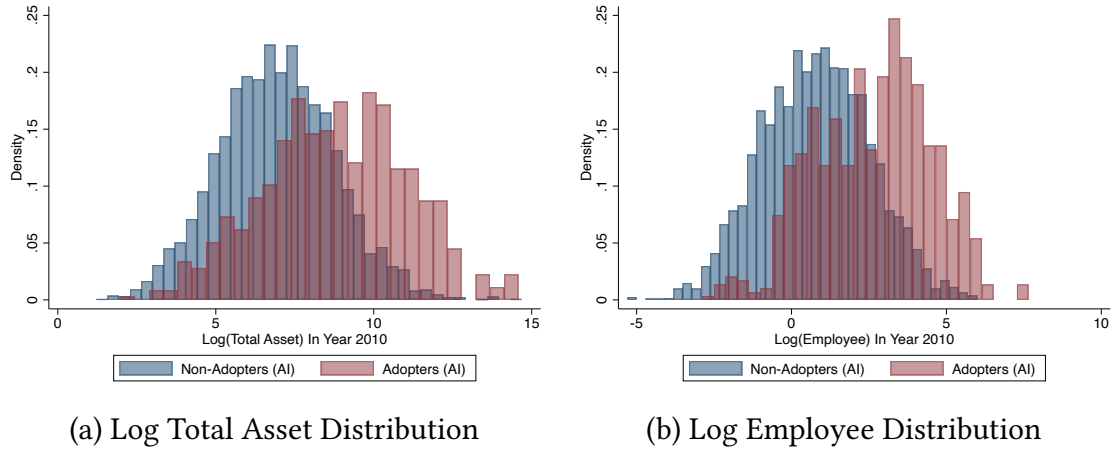 .25
.2
.15
.1
.05
0
Density
0 5 10 15
Log(Total Asset) In Year 2010
Non-Adopters (AI) Adopters (AI)
(a) Log Total Asset Distribution
.25
.2
.15
.1
.05
0
Density
-5 0 5 10
Log(Employee) In Year 2010
Non-Adopters (AI) Adopters (AI)
(b) Log Employee Distribution